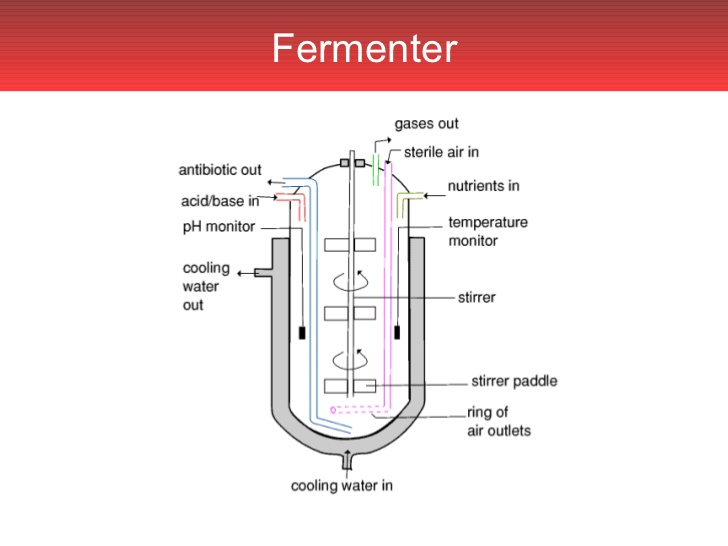 Fermenter
gases out
sterile air in
antibiotic out
nutrients in
acid/base in
pH monitor
temperature
monitor
cooling
water
out
stirrer
stirrer paddle
ring of
air outlets
cooling water in